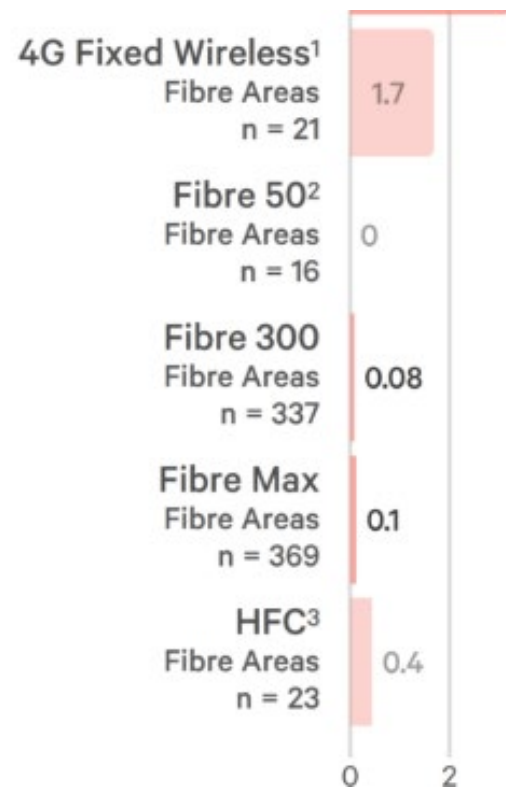 4G Fixed Wireless¹
Fibre Areas
n = 21
1.7
Fibre 50²
Fibre Areas
n = 16
0
Fibre 300
Fibre Areas
n = 337
0.08
Fibre Max
Fibre Areas
n = 369
0.1
HFC³
Fibre Areas
n = 23
0.4
0 2